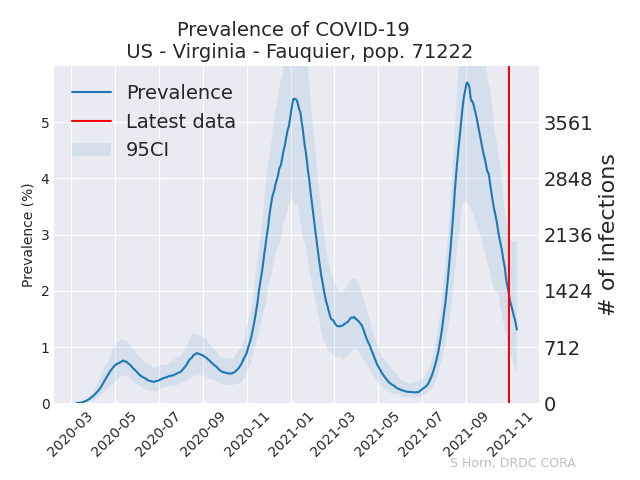 Prevalence of COVID-19
US - Virginia - Fauquier, pop. 71222
Prevalence
Latest data
95CI
Prevalence (%)
5
4
3
2
1
0
3561
2848
2136
1424
712
0
# of infections
2020-03
2020-05
2020-07
2020-09
2020-11
2021-01
2021-03
2021-05
2021-07
2021-09
2021-11
S Horn, DRDC CORA